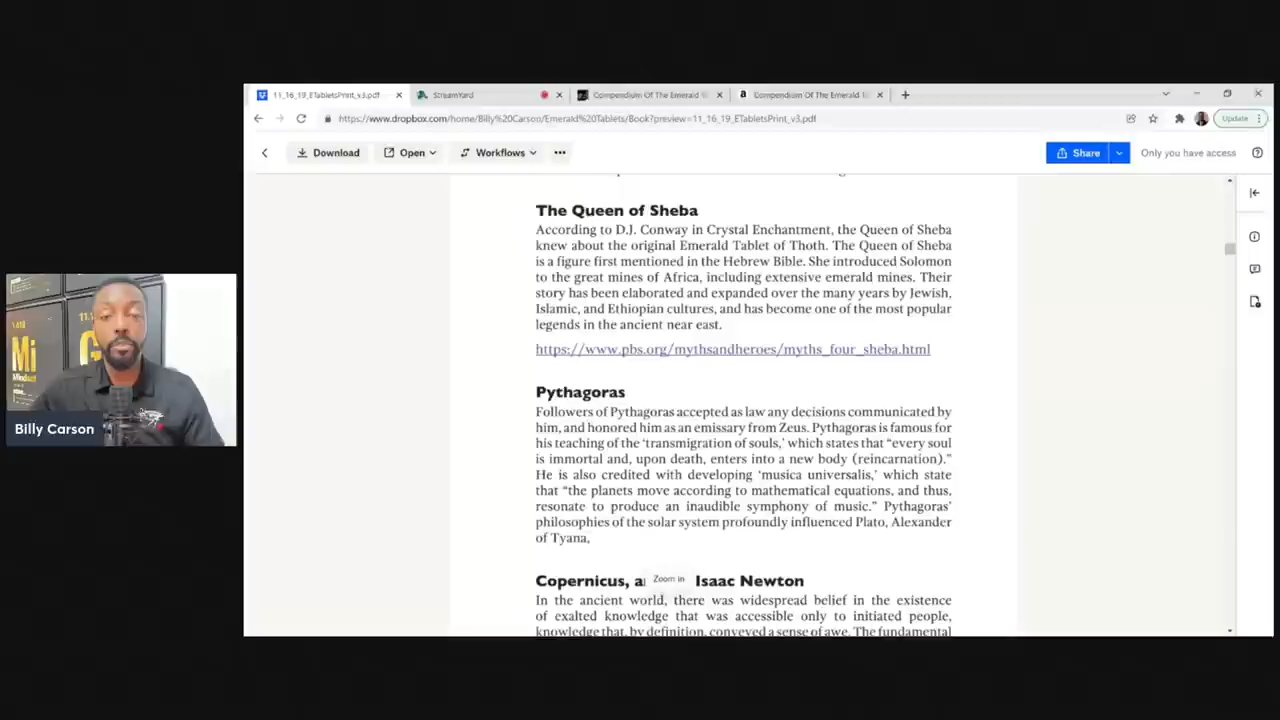 11_16_19_ETabletsPrint_v3.pdf
StreamYard
Compendium Of The Emerald
Compendium Of The Emerald
https://www.dropbox.com/home/Billy%20Carson/Emerald%20Tablets/Book?preview=11_16_19_ETabletsPrint_v3.pdf
Update
Download
Open
Workflows
Share
Only you have access
The Queen of Sheba
According to D.J. Conway in Crystal Enchantment, the Queen of Sheba
knew about the original Emerald Tablet of Thoth. The Queen of Sheba
is a figure first mentioned in the Hebrew Bible. She introduced Solomon
to the great mines of Africa, including extensive emerald mines. Their
story has been elaborated and expanded over the many years by Jewish,
Islamic, and Ethiopian cultures, and has become one of the most popular
legends in the ancient near east.
https://www.pbs.org/mythsandheroes/myths_four_sheba.html
Pythagoras
Followers of Pythagoras accepted as law any decisions communicated by
him, and honored him as an emissary from Zeus. Pythagoras is famous for
his teaching of the ‘transmigration of souls,’ which states that “every soul
is immortal and, upon death, enters into a new body (reincarnation).”
He is also credited with developing ‘musica universalis,’ which state
that “the planets move according to mathematical equations, and thus,
resonate to produce an inaudible symphony of music.” Pythagoras’
philosophies of the solar system profoundly influenced Plato, Alexander
of Tyana,
Copernicus, a Zoom in Isaac Newton
In the ancient world, there was widespread belief in the existence
of exalted knowledge that was accessible only to initiated people,
knowledge that, by definition, conveyed a sense of awe. The fundamental
Mi
G
Billy Carson